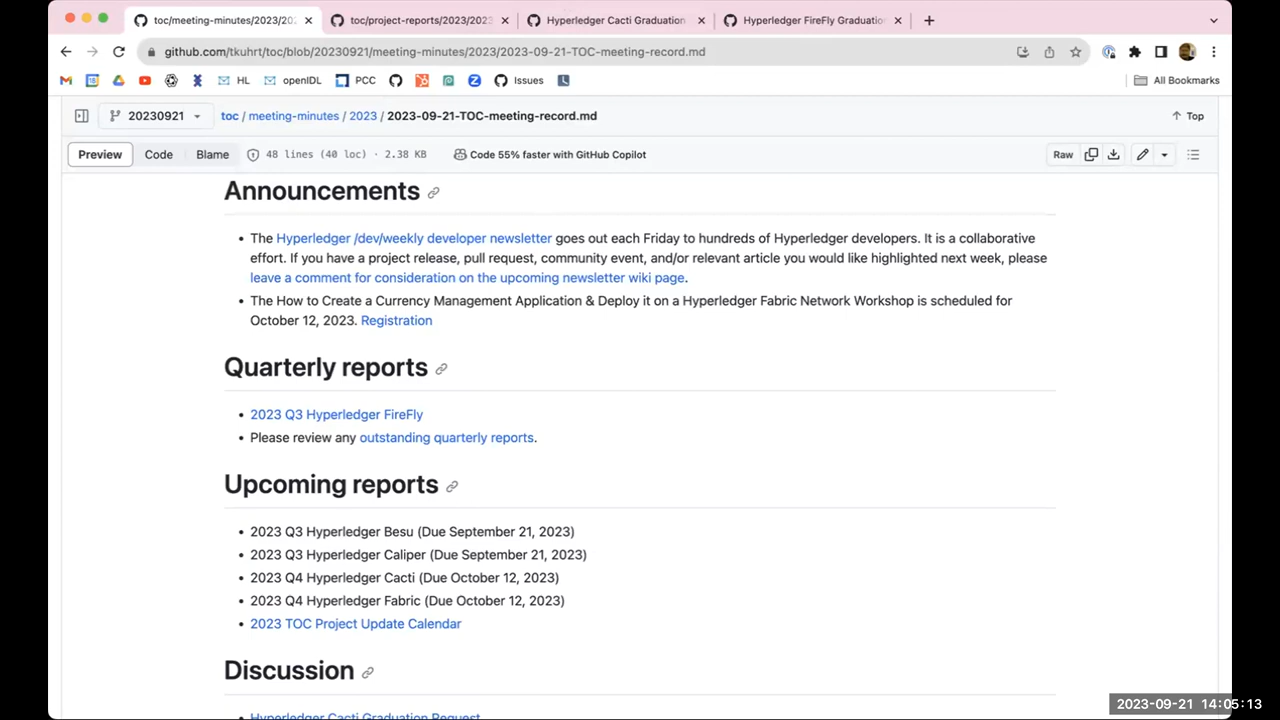 toc/meeting-minutes/2023/202
toc/project-reports/2023/2023
Hyperledger Cacti Graduation
Hyperledger FireFly Graduatio
github.com/tkuhrt/toc/blob/20230921/meeting-minutes/2023/2023-09-21-TOC-meeting-record.md
HL
openIDL
PCC
Issues
All Bookmarks
20230921
toc / meeting-minutes / 2023 / 2023-09-21-TOC-meeting-record.md
Top
Preview
Code
Blame
48 lines (40 loc) · 2.38 KB
Code 55% faster with GitHub Copilot
Raw
Announcements
• The Hyperledger /dev/weekly developer newsletter goes out each Friday to hundreds of Hyperledger developers. It is a collaborative
effort. If you have a project release, pull request, community event, and/or relevant article you would like highlighted next week, please
leave a comment for consideration on the upcoming newsletter wiki page.
• The How to Create a Currency Management Application & Deploy it on a Hyperledger Fabric Network Workshop is scheduled for
October 12, 2023. Registration
Quarterly reports
• 2023 Q3 Hyperledger FireFly
• Please review any outstanding quarterly reports.
Upcoming reports
• 2023 Q3 Hyperledger Besu (Due September 21, 2023)
• 2023 Q3 Hyperledger Caliper (Due September 21, 2023)
• 2023 Q4 Hyperledger Cacti (Due October 12, 2023)
• 2023 Q4 Hyperledger Fabric (Due October 12, 2023)
• 2023 TOC Project Update Calendar
Discussion
• Hyperledger Cacti Graduation Request
2023-09-21 14:05:13